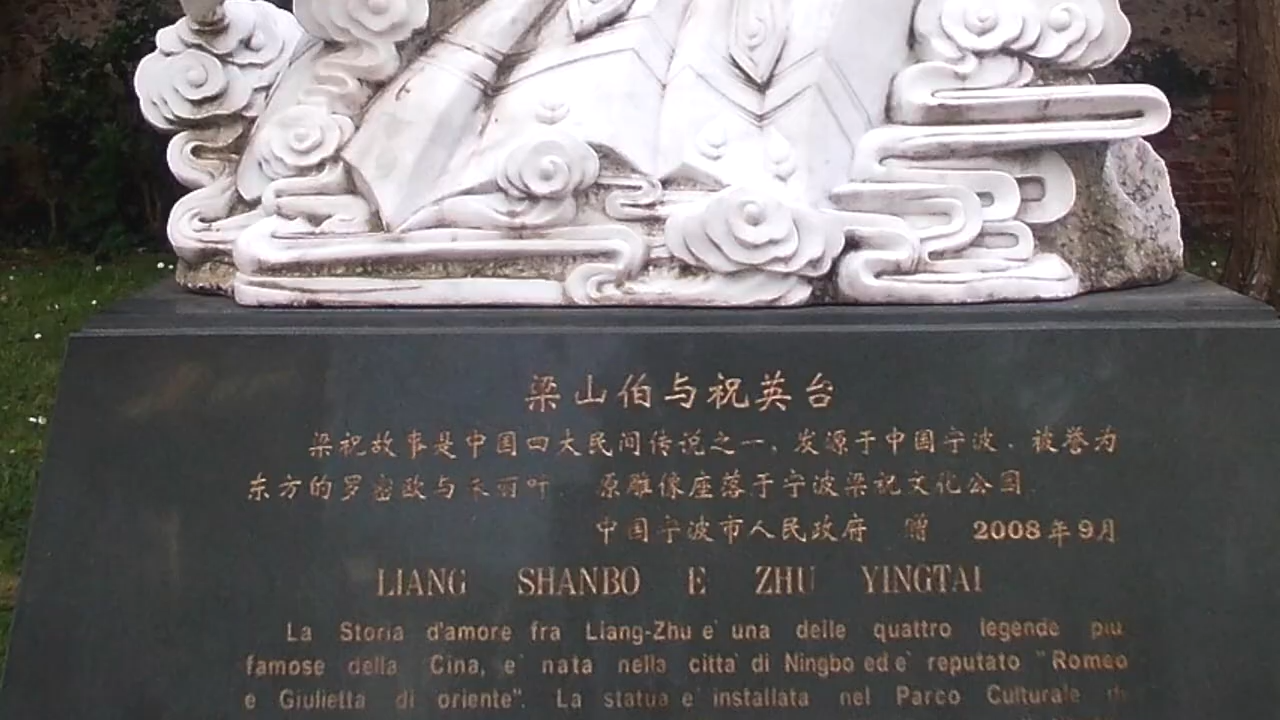 梁山伯与祝英台
梁祝故事是中国四大民间传说之一，发源于中国宁波，被誉为
东方的罗密欧与朱丽叶 原雕像座落于宁波梁祝文化公园
中国宁波市人民政府 赠 2008年9月
LIANG SHANBO E ZHU YINGTAI
La Storia d'amore fra Liang-Zhu e' una delle quattro legende piu'
famose della Cina, e' nata nella citta' di Ningbo ed e' reputato "Romeo
e Giulietta di oriente". La statua e' installata nel Parco Culturale